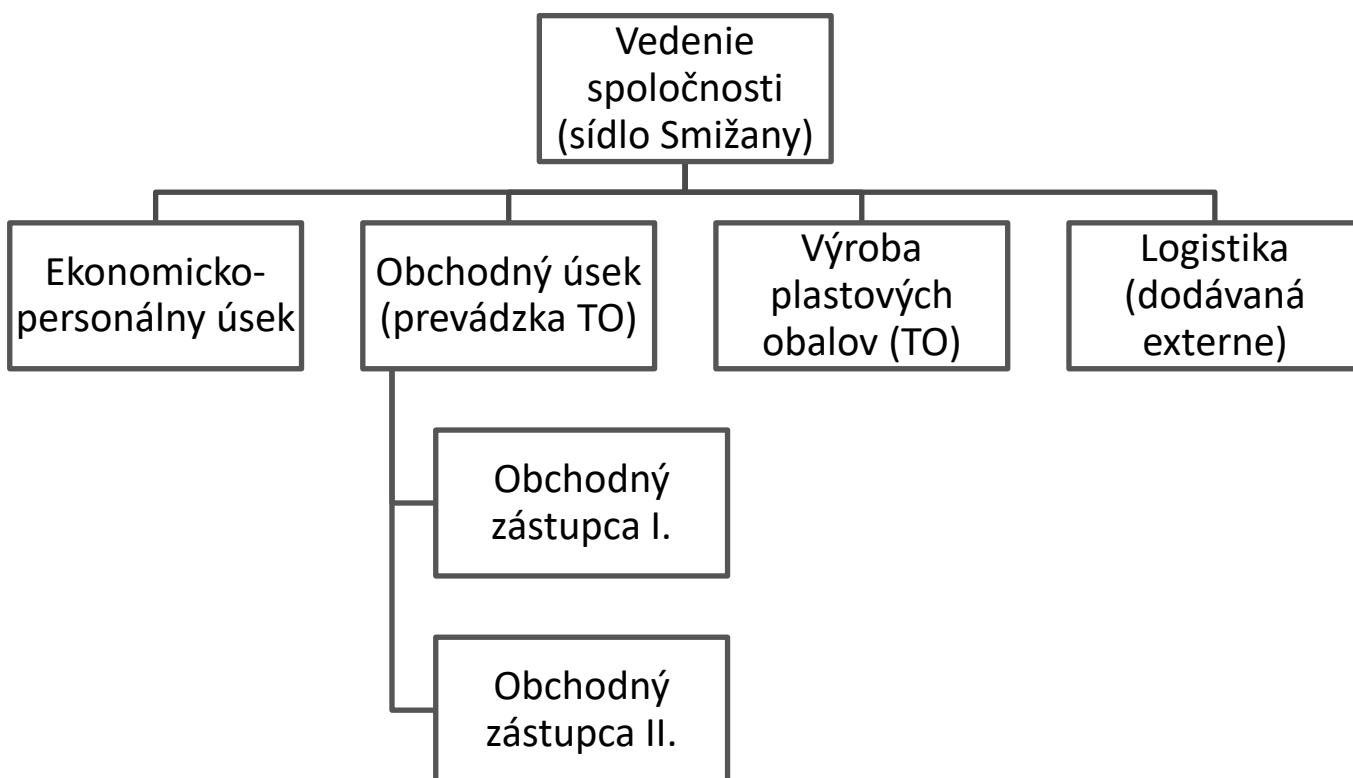 Vedenie
spoločnosti
(sídlo Smižany)
Ekonomicko-
personálny úsek
Obchodný úsek
(prevádzka TO)
Výroba
plastových
obalov (TO)
Logistika
(dodávaná
externe)
Obchodný
zástupca I.
Obchodný
zástupca II.